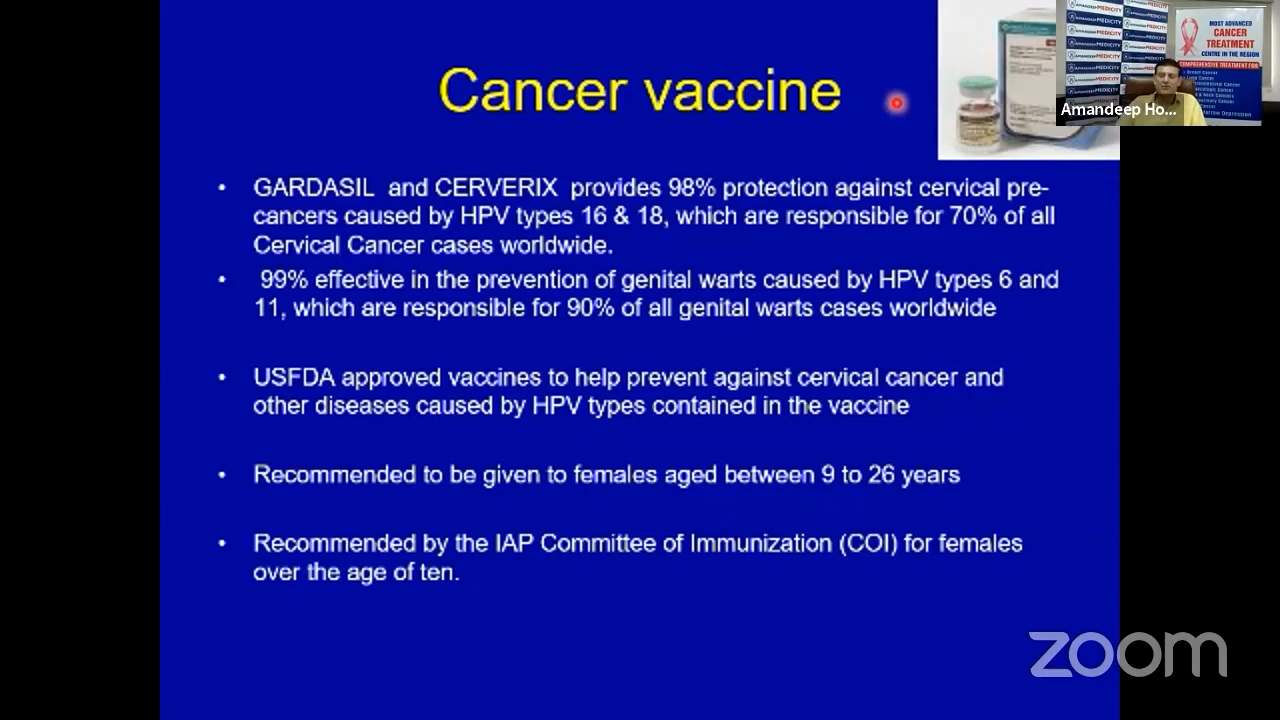 Cancer vaccine
• GARDASIL and CERVERIX provides 98% protection against cervical pre-
cancers caused by HPV types 16 & 18, which are responsible for 70% of all
Cervical Cancer cases worldwide.
• 99% effective in the prevention of genital warts caused by HPV types 6 and
11, which are responsible for 90% of all genital warts cases worldwide
• USFDA approved vaccines to help prevent against cervical cancer and
other diseases caused by HPV types contained in the vaccine
• Recommended to be given to females aged between 9 to 26 years
• Recommended by the IAP Committee of Immunization (COI) for females
over the age of ten.
AMANDEEP MEDICITY
MOST ADVANCED
CANCER
TREATMENT
CENTRE IN THE REGION
COMPREHENSIVE TREATMENT FOR
Breast Cancer
Amandeep Ho...
zoom